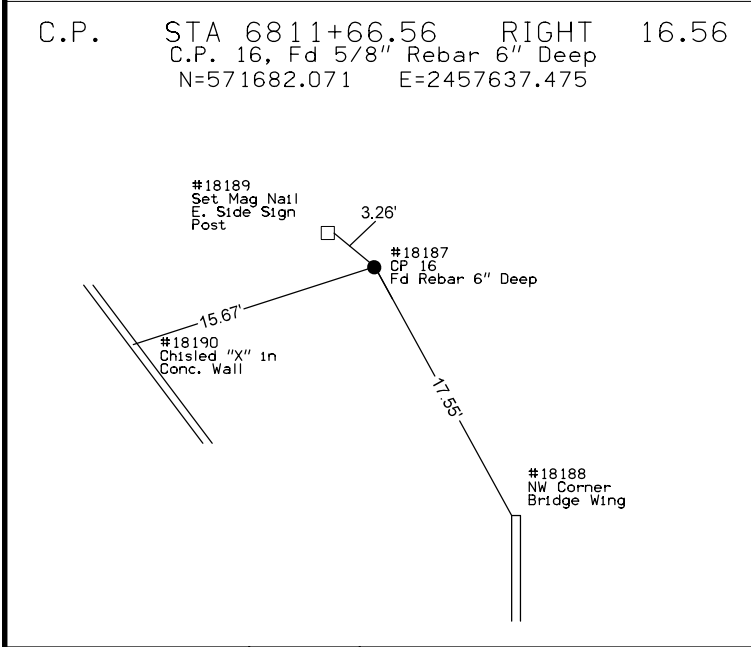 C.P. STA 6811+66.56 RIGHT 16.56
C.P. 16, Fd 5/8" Rebar 6" Deep
N=571682.071 E=2457637.475
#18189
Set Mag Nail
E. Side Sign
Post
3.26'
#18187
CP 16
Fd Rebar 6" Deep
15.67'
#18190
Chisled "X" in
Conc. Wall
17.55'
#18188
NW Corner
Bridge Wing